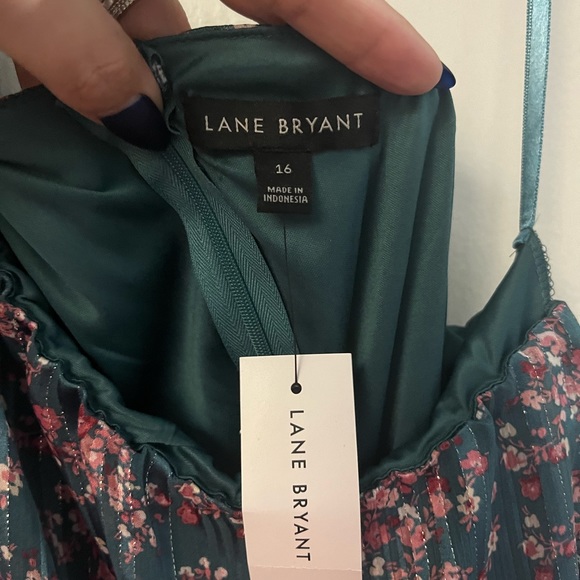 LANE BRYANT
16
MADE IN
INDONESIA
LANE BRYANT